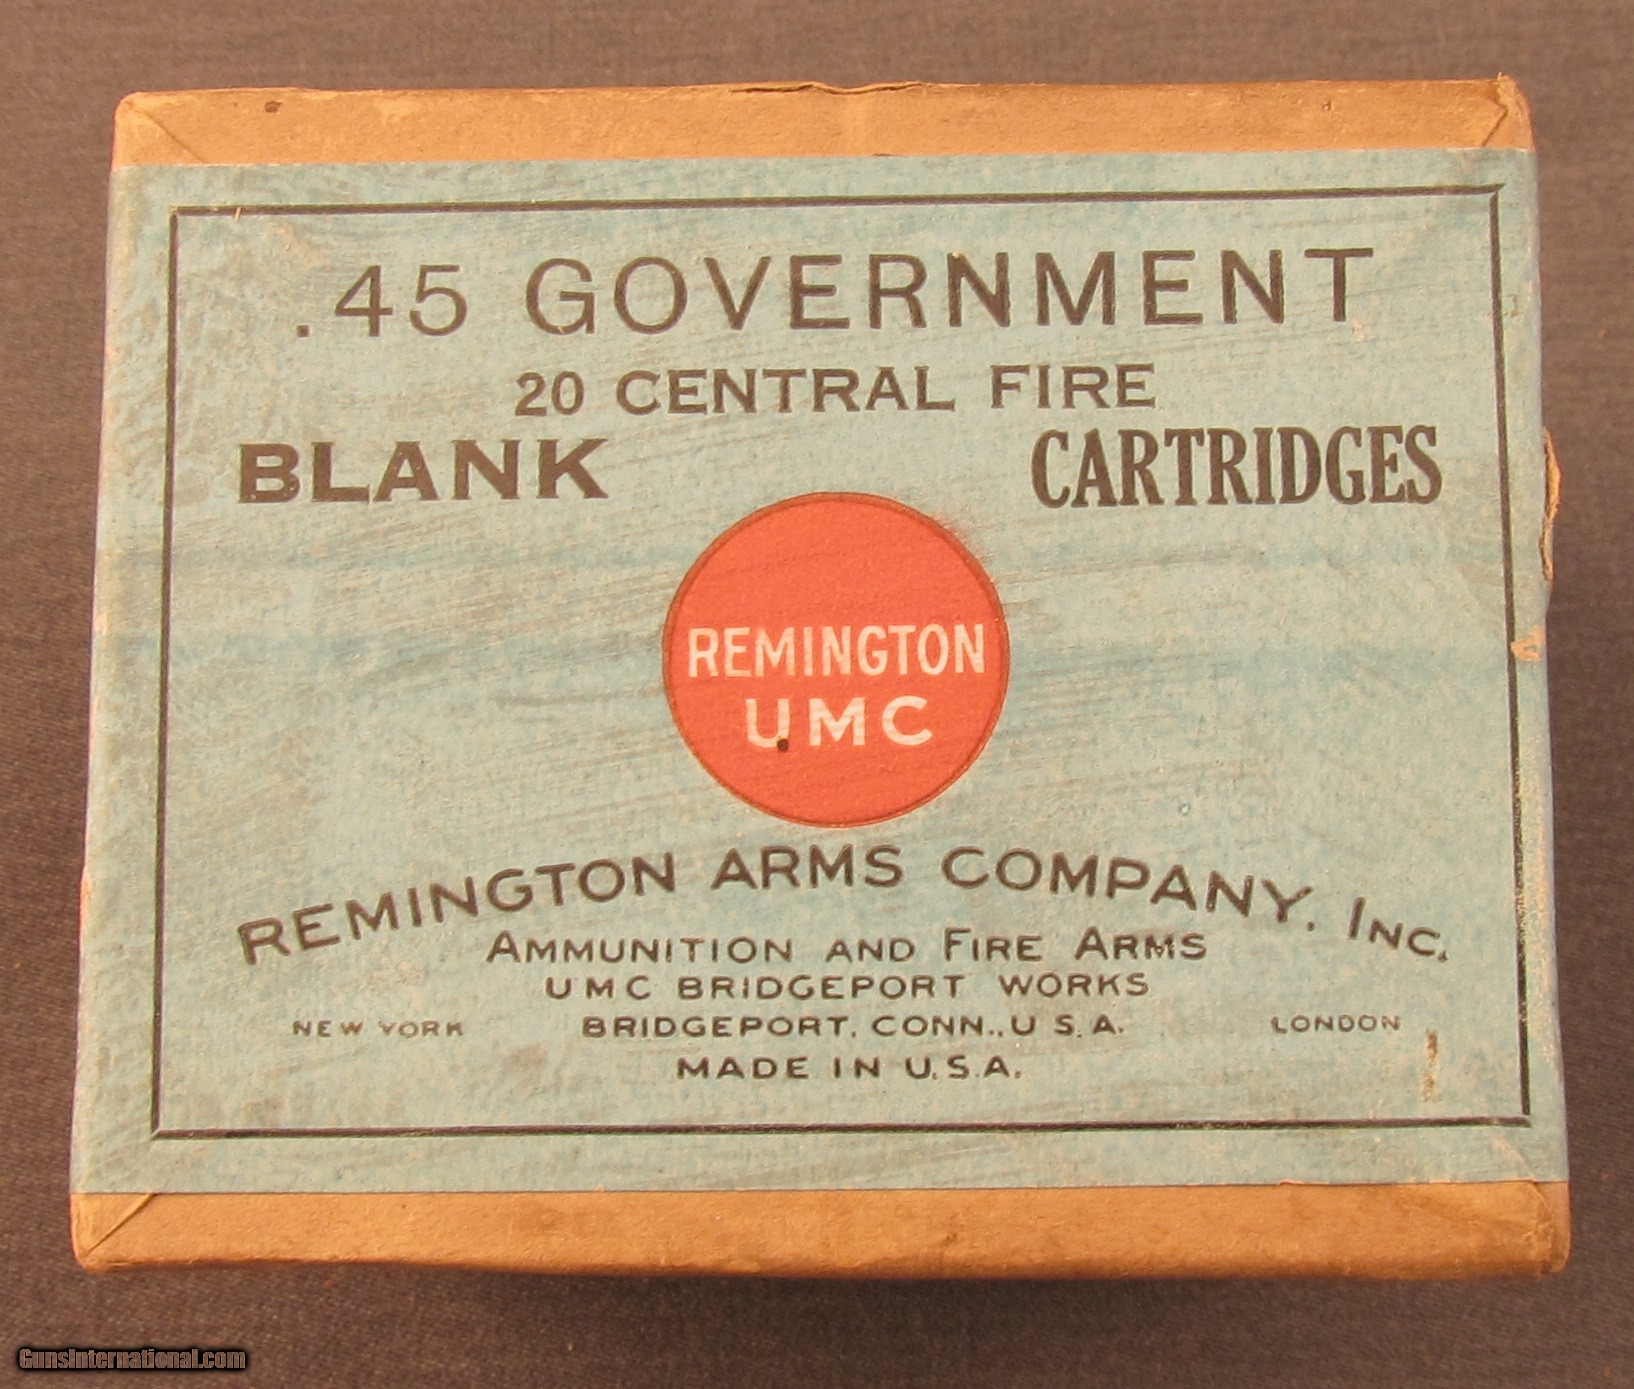 .45 GOVERNMENT
20 CENTRAL FIRE
BLANK CARTRIDGES
REMINGTON
UMC
REMINGTON ARMS COMPANY, INC.
AMMUNITION AND FIRE ARMS
UMC BRIDGEPORT WORKS
NEW YORK BRIDGEPORT, CONN., U.S.A. LONDON
MADE IN U.S.A.
GunsInternational.com